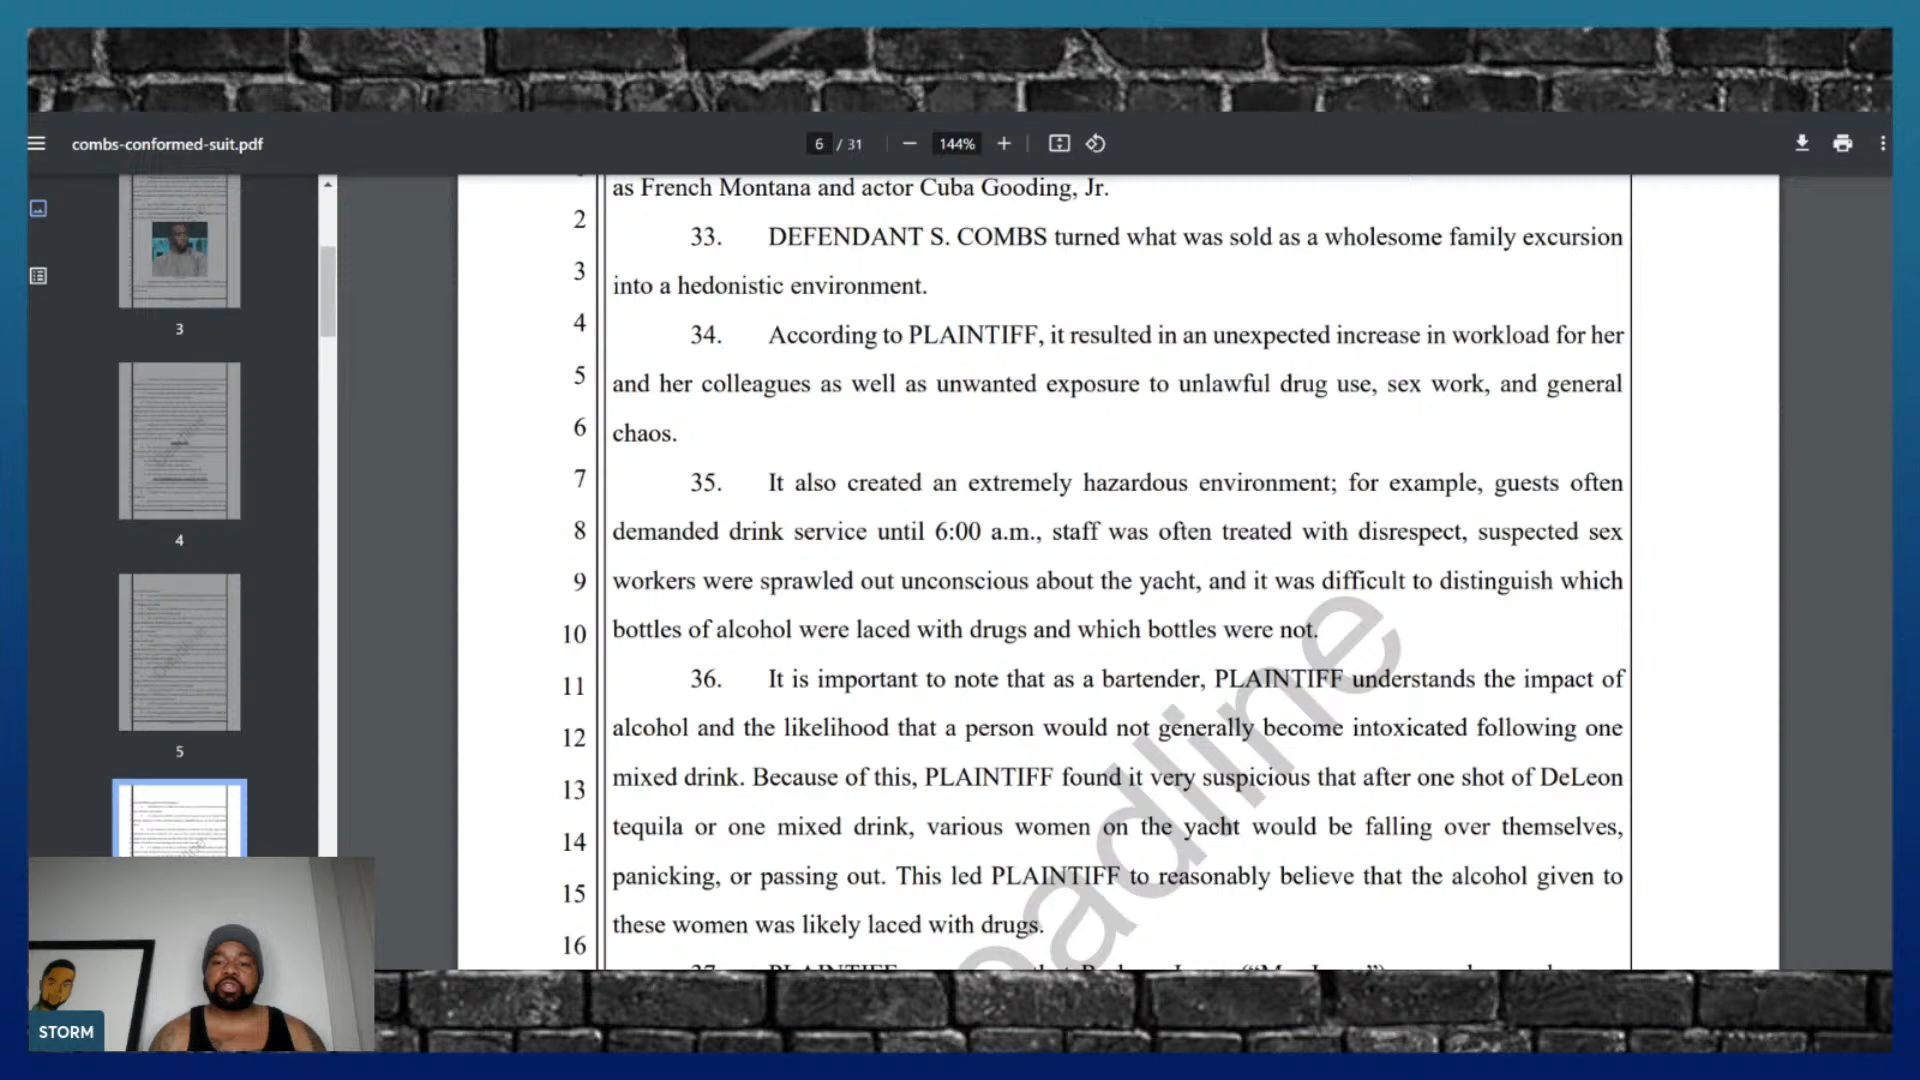 combs-conformed-suit.pdf
6 / 31
144%
as French Montana and actor Cuba Gooding, Jr.
2
33. DEFENDANT S. COMBS turned what was sold as a wholesome family excursion
3
into a hedonistic environment.
4
34. According to PLAINTIFF, it resulted in an unexpected increase in workload for her
5
and her colleagues as well as unwanted exposure to unlawful drug use, sex work, and general
6
chaos.
7
35. It also created an extremely hazardous environment; for example, guests often
8
demanded drink service until 6:00 a.m., staff was often treated with disrespect, suspected sex
9
workers were sprawled out unconscious about the yacht, and it was difficult to distinguish which
10
bottles of alcohol were laced with drugs and which bottles were not.
11
36. It is important to note that as a bartender, PLAINTIFF understands the impact of
12
alcohol and the likelihood that a person would not generally become intoxicated following one
13
mixed drink. Because of this, PLAINTIFF found it very suspicious that after one shot of DeLeon
14
tequila or one mixed drink, various women on the yacht would be falling over themselves,
15
panicking, or passing out. This led PLAINTIFF to reasonably believe that the alcohol given to
16
these women was likely laced with drugs.
37. PLAINTIFF
adline
3
4
5
STORM